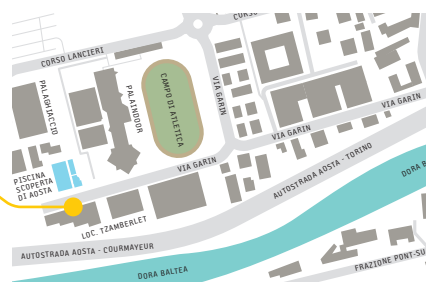 CORSO
CORSO LANCIERI
PALAGHIACCIO
PALAINDOOR
CAMPO DI ATLETICA
VIA GARIN
VIA GARIN
VIA GARIN
VIA GARIN
PISCINA
SCOPERTA
DI AOSTA
LOC. TZAMBERLET
AUTOSTRADA AOSTA - TORINO
AUTOSTRADA AOSTA - COURMAYEUR
DORA BALTEA
DORA B
FRAZIONE PONT-SU